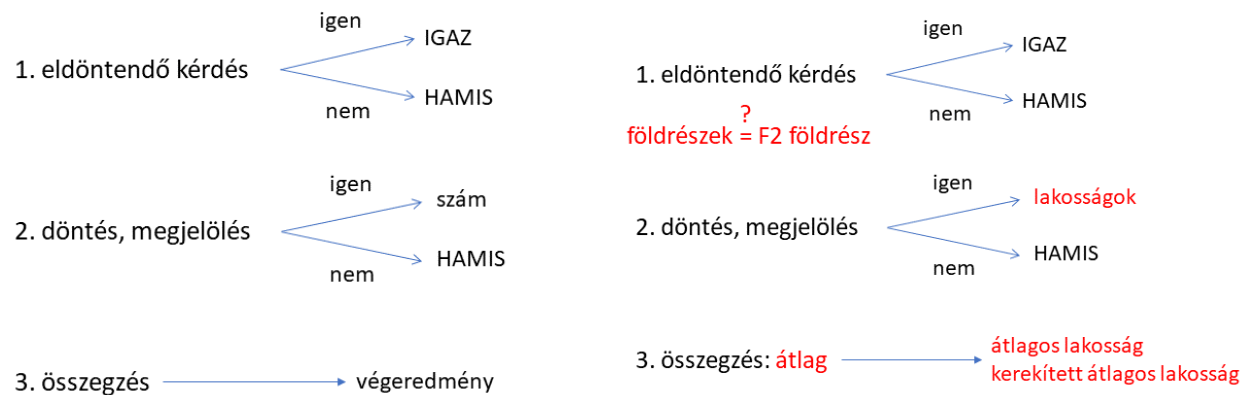 igen
IGAZ
1. eldöntendő kérdés
HAMIS
nem
igen
szám
2. döntés, megjelölés
HAMIS
nem
3. összegzés
végeredmény
igen
IGAZ
1. eldöntendő kérdés
HAMIS
nem
?
földrészek = F2 földrész
igen
lakosságok
2. döntés, megjelölés
HAMIS
nem
3. összegzés: átlag
átlagos lakosság
kerekített átlagos lakosság